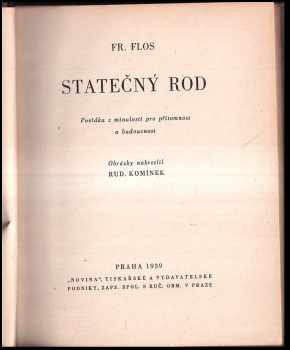 FR. FLOS
STATEČNÝ ROD
Povídka z minulosti pro přítomnost
a budoucnost
Obrázky nakreslil
RUD. KOMÍNEK
PRAHA 1939
„NOVINA", TISKAŘSKÉ A VYDAVATELSKÉ
PODNIKY, ZAPS. SPOL. S RUČ. OBM. V PRAZE